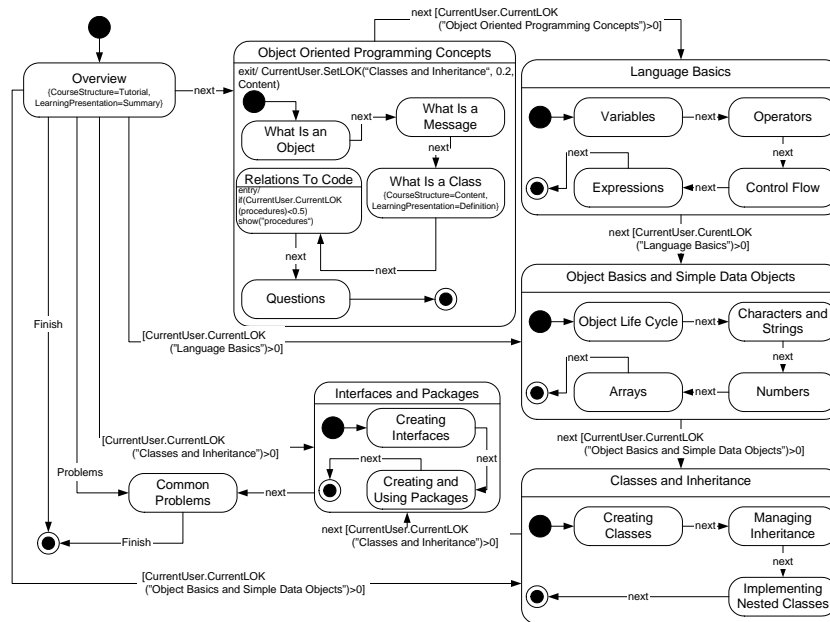 next [CurrentUser.CurrentLOK
("Object Oriented Programming Concepts")>0]
Overview
{CourseStructure=Tutorial,
LearningPresentation=Summary}
next
Object Oriented Programming Concepts
exit/ CurrentUser.SetLOK("Classes and Inheritance", 0.2,
Content)
What Is an
Object
next
What Is a
Message
next
What Is a Class
{CourseStructure=Content,
LearningPresentation=Definition}
Relations To Code
entry/
if(CurrentUser.CurrentLOK
(procedures)<0.5)
show("procedures")
next
next
Questions
Language Basics
Variables
next
Operators
next
Control Flow
next
Expressions
next
next [CurrentUser.CurentLOK
("Language Basics")>0]
Object Basics and Simple Data Objects
Object Life Cycle
next
Characters and
Strings
next
Numbers
next
Arrays
next
Finish
[CurrentUser.CurrentLOK
("Language Basics")>0]
Interfaces and Packages
Creating
Interfaces
next
next
Creating and
Using Packages
next [CurrentUser.CurrentLOK
("Object Basics and Simple Data Objects")>0]
[CurrentUser.CurrentLOK
("Classes and Inheritance")>0]
Problems
Common
Problems
next
Finish
next [CurrentUser.CurrentLOK
("Classes and Inheritance")>0]
Classes and Inheritance
Creating
Classes
next
Managing
Inheritance
next
Implementing
Nested Classes
next
[CurrentUser.CurrentLOK
("Object Basics and Simple Data Objects")>0]